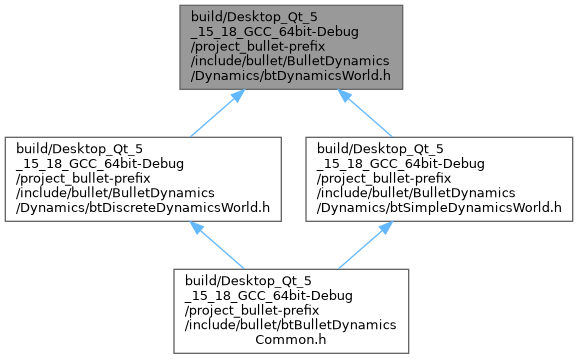 build/Desktop_Qt_5
_15_18_GCC_64bit-Debug
/project_bullet-prefix
/include/bullet/BulletDynamics
/Dynamics/btDynamicsWorld.h
build/Desktop_Qt_5
_15_18_GCC_64bit-Debug
/project_bullet-prefix
/include/bullet/BulletDynamics
/Dynamics/btDiscreteDynamicsWorld.h
build/Desktop_Qt_5
_15_18_GCC_64bit-Debug
/project_bullet-prefix
/include/bullet/BulletDynamics
/Dynamics/btSimpleDynamicsWorld.h
build/Desktop_Qt_5
_15_18_GCC_64bit-Debug
/project_bullet-prefix
/include/bullet/btBulletDynamics
Common.h